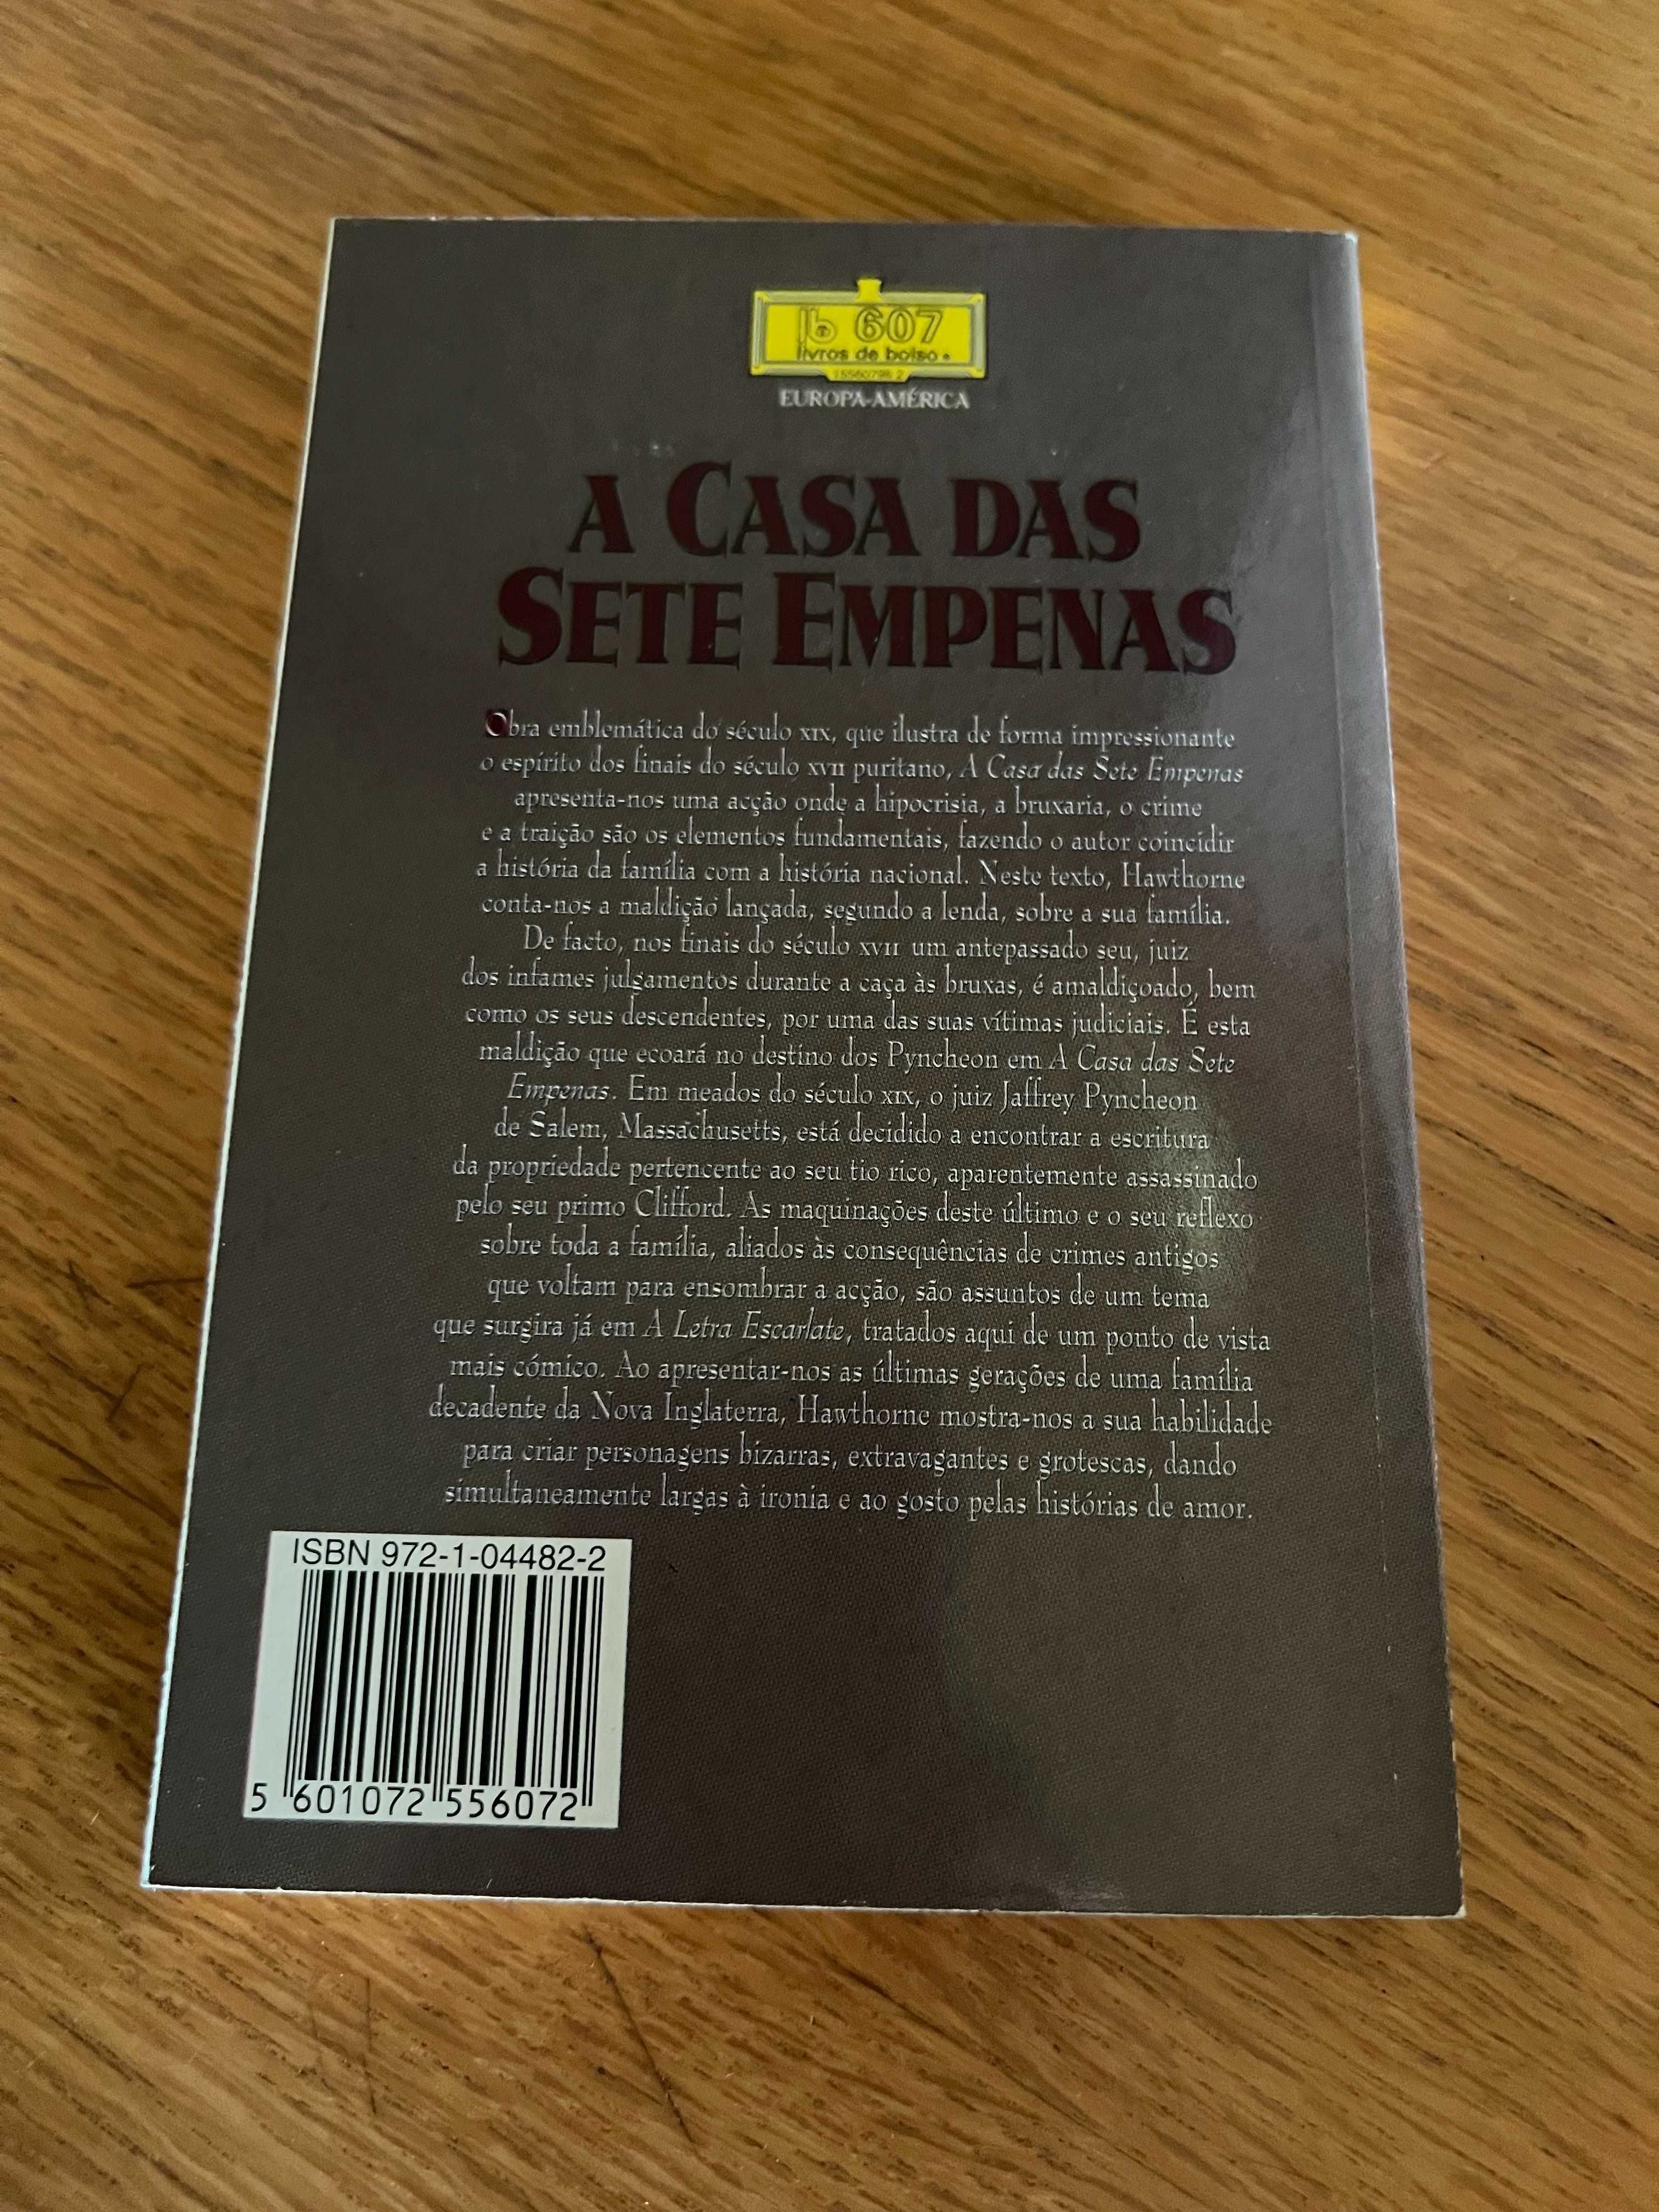 lb 607
livros de bolso
EUROPA-AMÉRICA
A CASA DAS
SETE EMPENAS
Obra emblemática do século XIX, que ilustra de forma impressionante
o espírito dos finais do século XVII puritano, A Casa das Sete Empenas
apresenta-nos uma acção onde a hipocrisia, a bruxaria, o crime
e a traição são os elementos fundamentais, fazendo o autor coincidir
a história da família com a história nacional. Neste texto, Hawthorne
conta-nos a maldição lançada, segundo a lenda, sobre a sua família.
De facto, nos finais do século XVII um antepassado seu, juiz
dos infames julgamentos durante a caça às bruxas, é amaldiçoado, bem
como os seus descendentes, por uma das suas vítimas judiciais. É esta
maldição que ecoará no destino dos Pyncheon em A Casa das Sete
Empenas. Em meados do século XIX, o juiz Jaffrey Pyncheon
de Salem, Massachusetts, está decidido a encontrar a escritura
da propriedade pertencente ao seu tio rico, aparentemente assassinado
pelo seu primo Clifford. As maquinações deste último e o seu reflexo
sobre toda a família, aliados às consequências de crimes antigos
que voltam para ensombrar a acção, são assuntos de um tema
que surgira já em A Letra Escarlate, tratados aqui de um ponto de vista
mais cómico. Ao apresentar-nos as últimas gerações de uma família
decadente da Nova Inglaterra, Hawthorne mostra-nos a sua habilidade
para criar personagens bizarras, extravagantes e grotescas, dando
simultaneamente largas à ironia e ao gosto pelas histórias de amor.
ISBN 972-1-04482-2
5 601072 556072